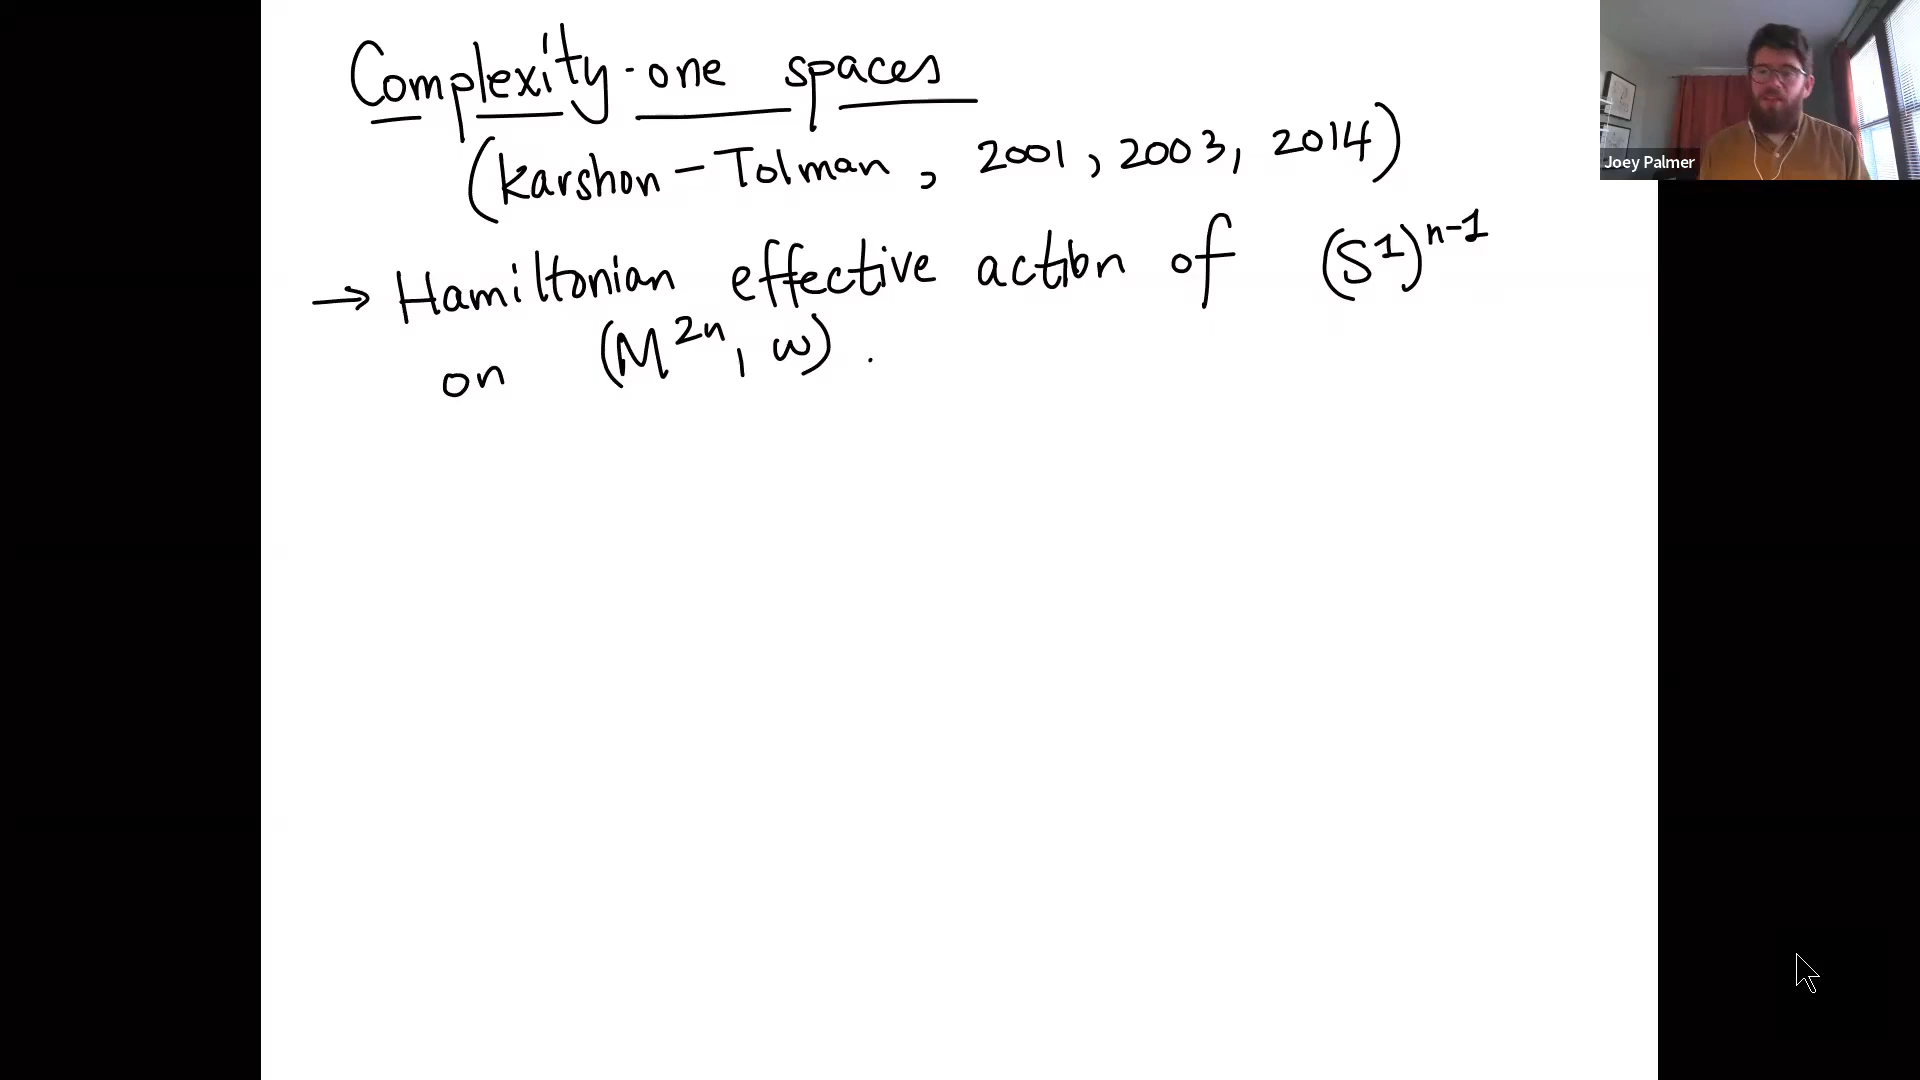 Complexity-one spaces
(Karshon-Tolman, 2001, 2003, 2014)
→ Hamiltonian effective action of (S¹)ⁿ⁻¹
on (M²ⁿ, ω).
Joey Palmer